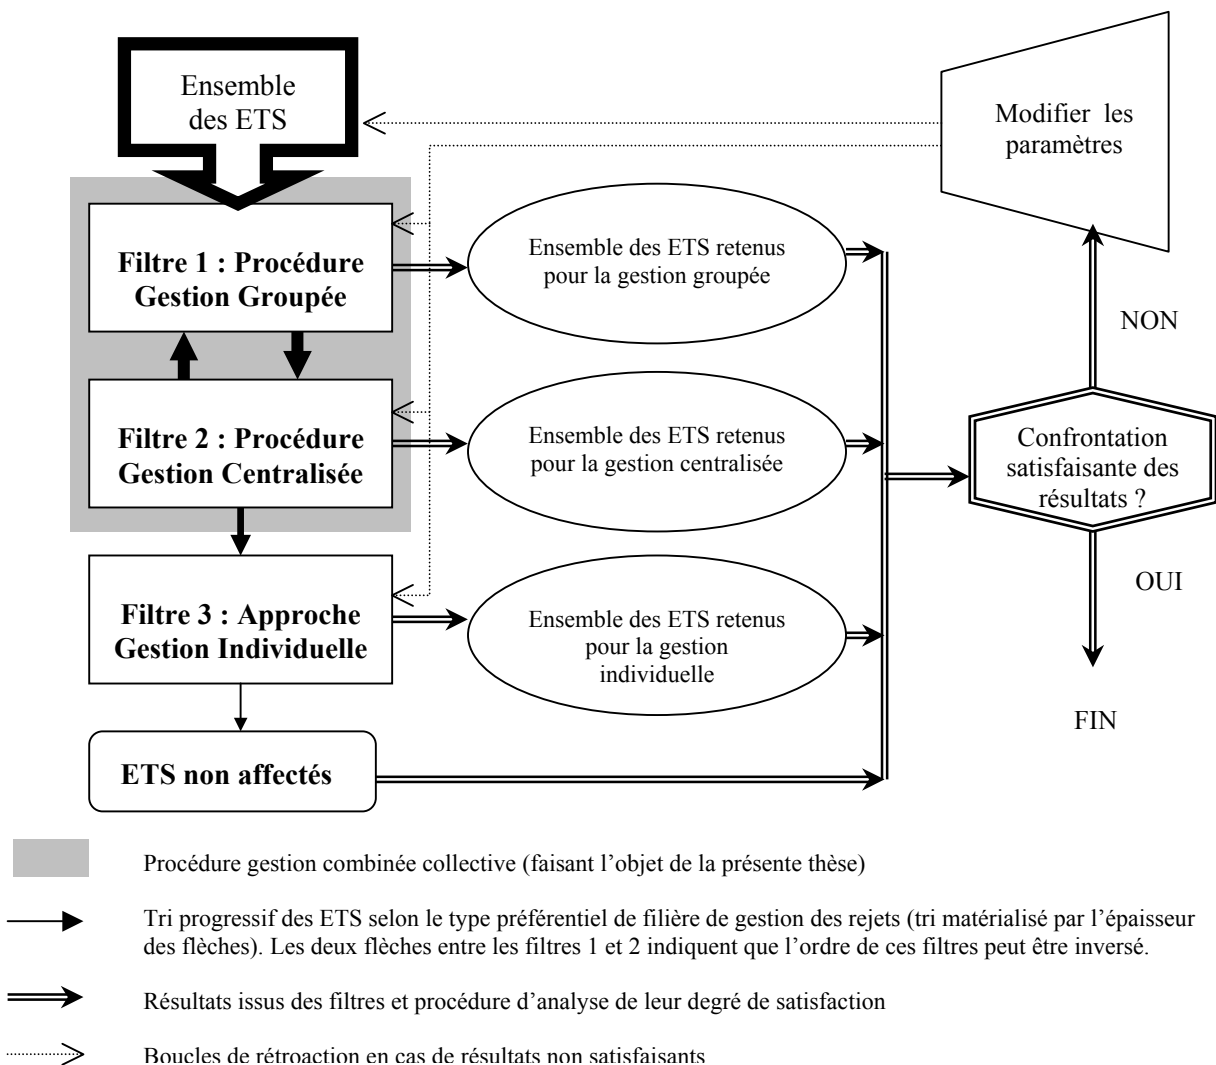 Ensemble
des ETS
Modifier les
paramètres
Filtre 1 : Procédure
Gestion Groupée
Ensemble des ETS retenus
pour la gestion groupée
NON
Filtre 2 : Procédure
Gestion Centralisée
Ensemble des ETS retenus
pour la gestion centralisée
Confrontation
satisfaisante des
résultats ?
OUI
Filtre 3 : Approche
Gestion Individuelle
Ensemble des ETS retenus
pour la gestion
individuelle
FIN
ETS non affectés
Procédure gestion combinée collective (faisant l’objet de la présente thèse)
Tri progressif des ETS selon le type préférentiel de filière de gestion des rejets (tri matérialisé par l’épaisseur
des flèches). Les deux flèches entre les filtres 1 et 2 indiquent que l’ordre de ces filtres peut être inversé.
Résultats issus des filtres et procédure d’analyse de leur degré de satisfaction
Boucles de rétroaction en cas de résultats non satisfaisants